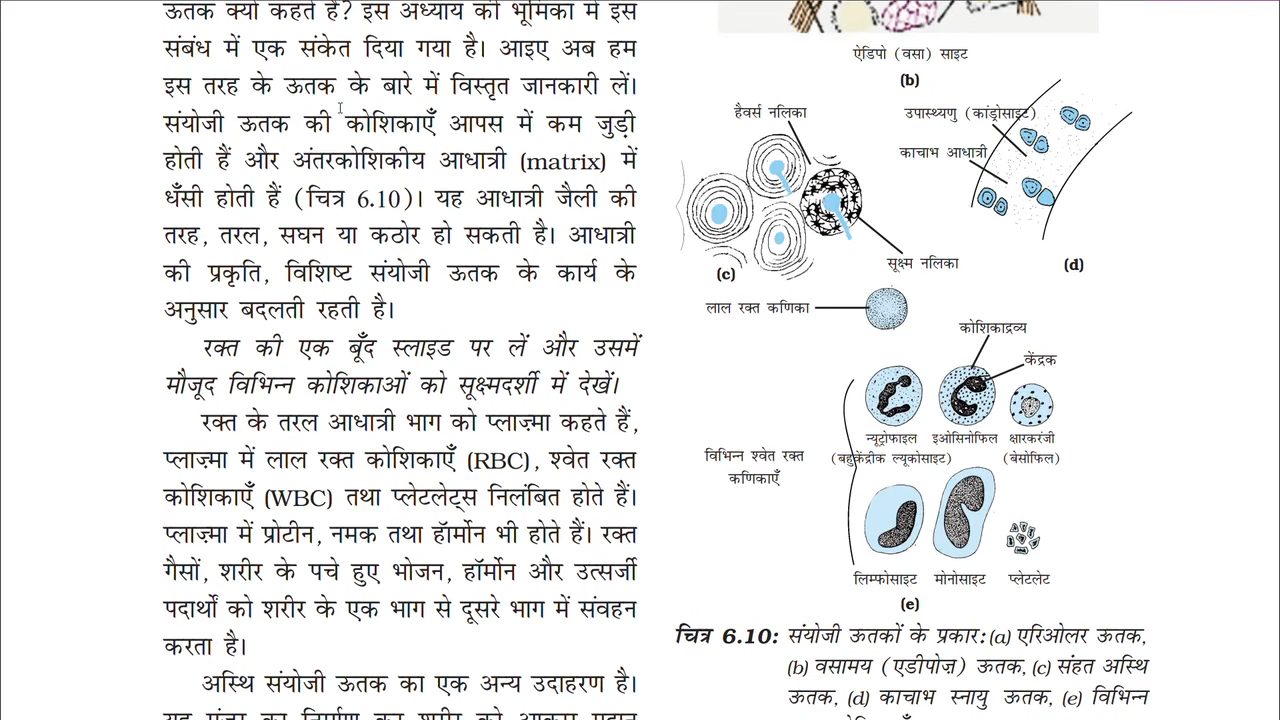 ऊतक क्यों कहते हैं? इस अध्याय की भूमिका में इस
संबंध में एक संकेत दिया गया है। आइए अब हम
इस तरह के ऊतक के बारे में विस्तृत जानकारी लें।
संयोजी ऊतक की कोशिकाएँ आपस में कम जुड़ी
होती हैं और अंतरकोशिकीय आधात्री (matrix) में
धँसी होती हैं (चित्र 6.10)। यह आधात्री जैली की
तरह, तरल, सघन या कठोर हो सकती है। आधात्री
की प्रकृति, विशिष्ट संयोजी ऊतक के कार्य के
अनुसार बदलती रहती है।
रक्त की एक बूँद स्लाइड पर लें और उसमें
मौजूद विभिन्न कोशिकाओं को सूक्ष्मदर्शी में देखें।
रक्त के तरल आधात्री भाग को प्लाज़्मा कहते हैं,
प्लाज़्मा में लाल रक्त कोशिकाएँ (RBC), श्वेत रक्त
कोशिकाएँ (WBC) तथा प्लेटलेट्स निलंबित होते हैं।
प्लाज़्मा में प्रोटीन, नमक तथा हॉर्मोन भी होते हैं। रक्त
गैसों, शरीर के पचे हुए भोजन, हॉर्मोन और उत्सर्जी
पदार्थों को शरीर के एक भाग से दूसरे भाग में संवहन
करता है।
अस्थि संयोजी ऊतक का एक अन्य उदाहरण है।
ऐडिपो (वसा) साइट
(b)
हैवर्स नलिका
उपास्थ्यणु (कांड्रोसाइट)
काचाभ आधात्री
सूक्ष्म नलिका
(c)
(d)
लाल रक्त कणिका
कोशिकाद्रव्य
केंद्रक
न्यूट्रोफाइल
इओसिनोफिल
क्षारकरंजी
(बहुकेंद्रीक ल्यूकोसाइट)
(बेसोफिल)
विभिन्न श्वेत रक्त
कणिकाएँ
लिम्फोसाइट
मोनोसाइट
प्लेटलेट
(e)
चित्र 6.10: संयोजी ऊतकों के प्रकार: (a) एरिओलर ऊतक,
(b) वसामय (एडीपोज़) ऊतक, (c) संहत अस्थि
ऊतक, (d) काचाभ स्नायु ऊतक, (e) विभिन्न